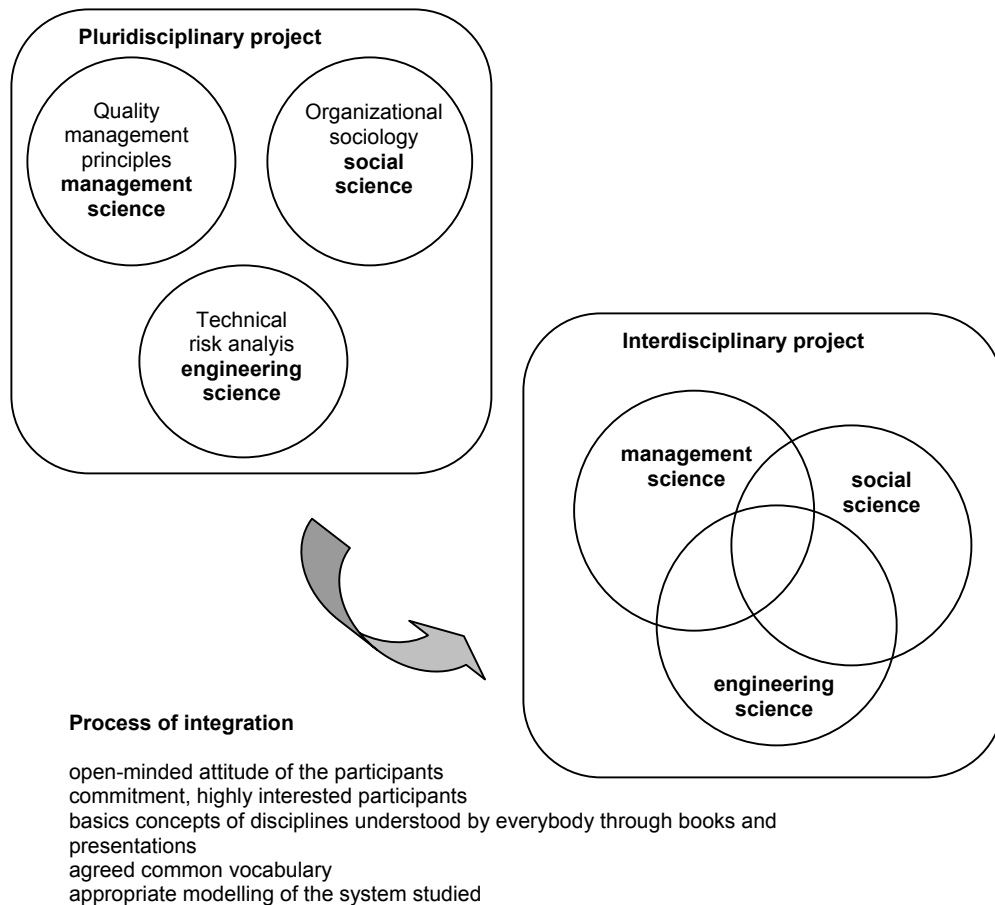 Pluridisciplinary project
Quality
management
principles
management
science
Organizational
sociology
social
science
Technical
risk analyis
engineering
science
Interdisciplinary project
management
science
social
science
engineering
science
Process of integration
open-minded attitude of the participants
commitment, highly interested participants
basics concepts of disciplines understood by everybody through books and
presentations
agreed common vocabulary
appropriate modelling of the system studied